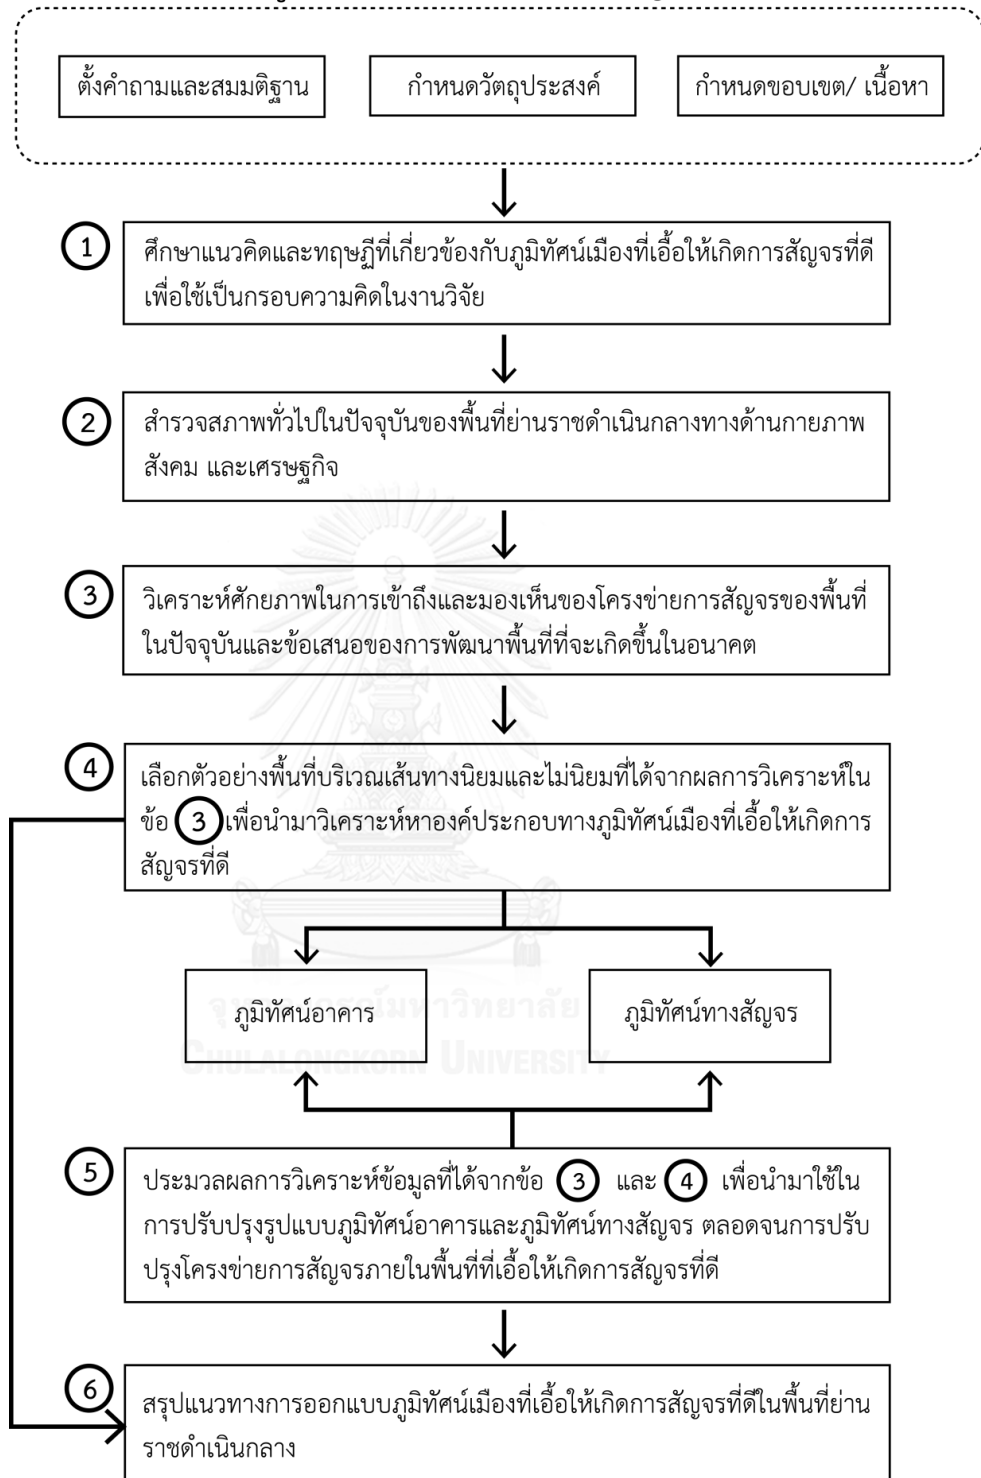 ตั้งคำถามและสมมติฐาน
กำหนดวัตถุประสงค์
กำหนดขอบเขต/ เนื้อหา
1
ศึกษาแนวคิดและทฤษฏีที่เกี่ยวข้องกับภูมิทัศน์เมืองที่เอื้อให้เกิดการสัญจรที่ดี
เพื่อใช้เป็นกรอบความคิดในงานวิจัย
2
สำรวจสภาพทั่วไปในปัจจุบันของพื้นที่ย่านราชดำเนินกลางทางด้านกายภาพ
สังคม และเศรษฐกิจ
3
วิเคราะห์ศักยภาพในการเข้าถึงและมองเห็นของโครงข่ายการสัญจรของพื้นที่
ในปัจจุบันและข้อเสนอของการพัฒนาพื้นที่ที่จะเกิดขึ้นในอนาคต
4
เลือกตัวอย่างพื้นที่บริเวณเส้นทางนิยมและไม่นิยมที่ได้จากผลการวิเคราะห์ใน
ข้อ 3 เพื่อนำมาวิเคราะห์หาองค์ประกอบทางภูมิทัศน์เมืองที่เอื้อให้เกิดการ
สัญจรที่ดี
ภูมิทัศน์อาคาร
ภูมิทัศน์ทางสัญจร
จุฬาลงกรณ์มหาวิทยาลัย
CHULALONGKORN UNIVERSITY
5
ประมวลผลการวิเคราะห์ข้อมูลที่ได้จากข้อ 3 และ 4 เพื่อนำมาใช้ใน
การปรับปรุงรูปแบบภูมิทัศน์อาคารและภูมิทัศน์ทางสัญจร ตลอดจนการปรับ
ปรุงโครงข่ายการสัญจรภายในพื้นที่ที่เอื้อให้เกิดการสัญจรที่ดี
6
สรุปแนวทางการออกแบบภูมิทัศน์เมืองที่เอื้อให้เกิดการสัญจรที่ดีในพื้นที่ย่าน
ราชดำเนินกลาง